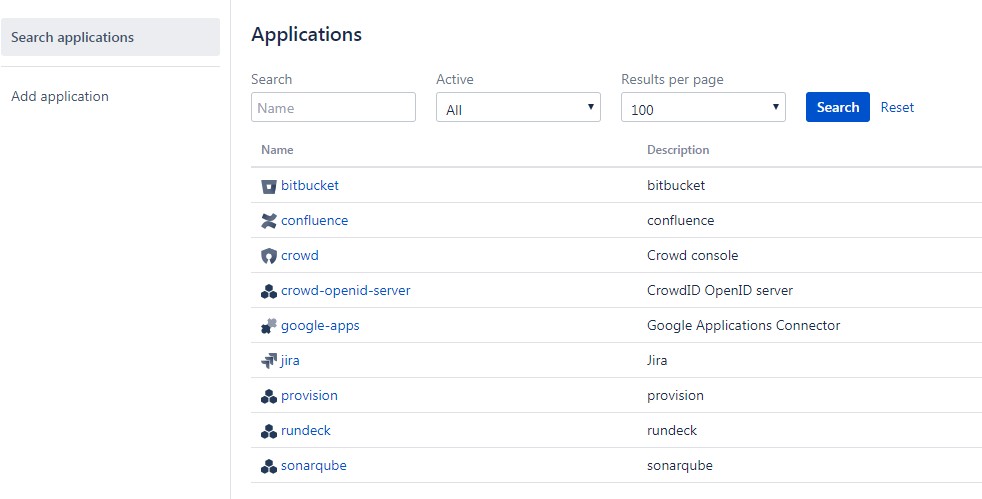 Search applications
Add application
Applications
Search Active Results per page
Name All 100 Search Reset
Name Description
bitbucket bitbucket
confluence confluence
crowd Crowd console
crowd-openid-server CrowdID OpenID server
google-apps Google Applications Connector
jira Jira
provision provision
rundeck rundeck
sonarqube sonarqube